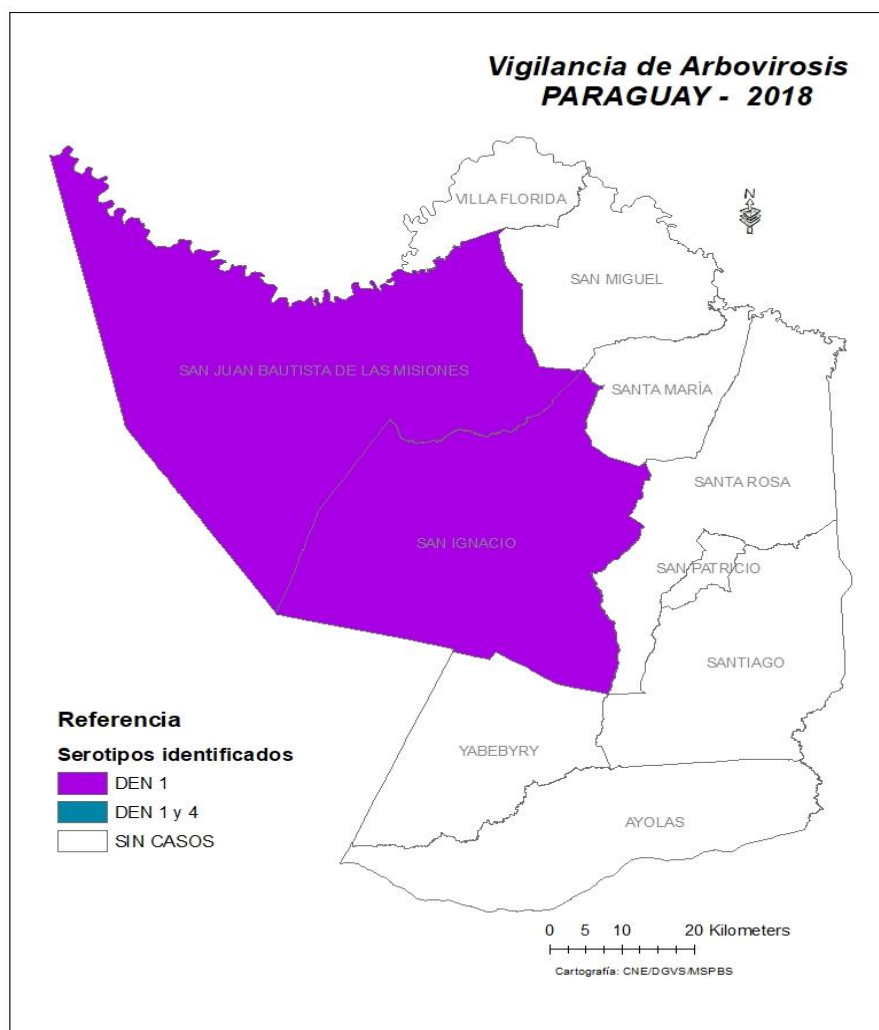 Vigilancia de Arbovirosis
PARAGUAY - 2018
N
VILLA FLORIDA
SAN MIGUEL
SAN JUAN BAUTISTA DE LAS MISIONES
SANTA MARÍA
SANTA ROSA
SAN IGNACIO
SAN PATRICIO
SANTIAGO
YABEBYRY
AYOLAS
Referencia
Serotipos identificados
DEN 1
DEN 1 y 4
SIN CASOS
0 5 10 20 Kilometers
Cartografía: CNE/DGVS/MSPBS